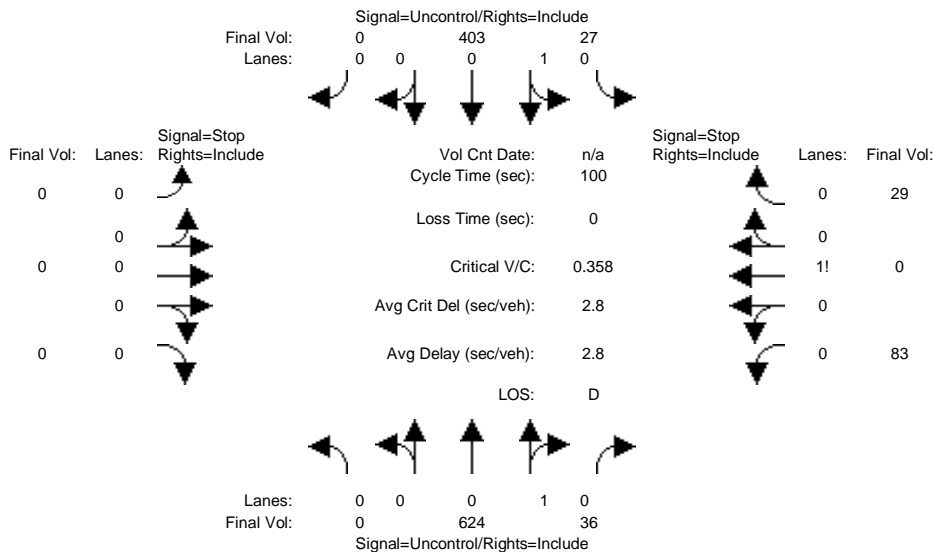 Signal=Uncontrol/Rights=Include
Final Vol: 0 403 27
Lanes: 0 0 0 1 0
Signal=Stop Signal=Stop
Final Vol: Lanes: Rights=Include Vol Cnt Date: n/a Rights=Include Lanes: Final Vol:
Cycle Time (sec): 100
0 0 0 29
Loss Time (sec): 0
0 0
0 0 Critical V/C: 0.358 1! 0
0 Avg Crit Del (sec/veh): 2.8 0
0 0 Avg Delay (sec/veh): 2.8 0 83
LOS: D
Lanes: 0 0 0 1 0
Final Vol: 0 624 36
Signal=Uncontrol/Rights=Include